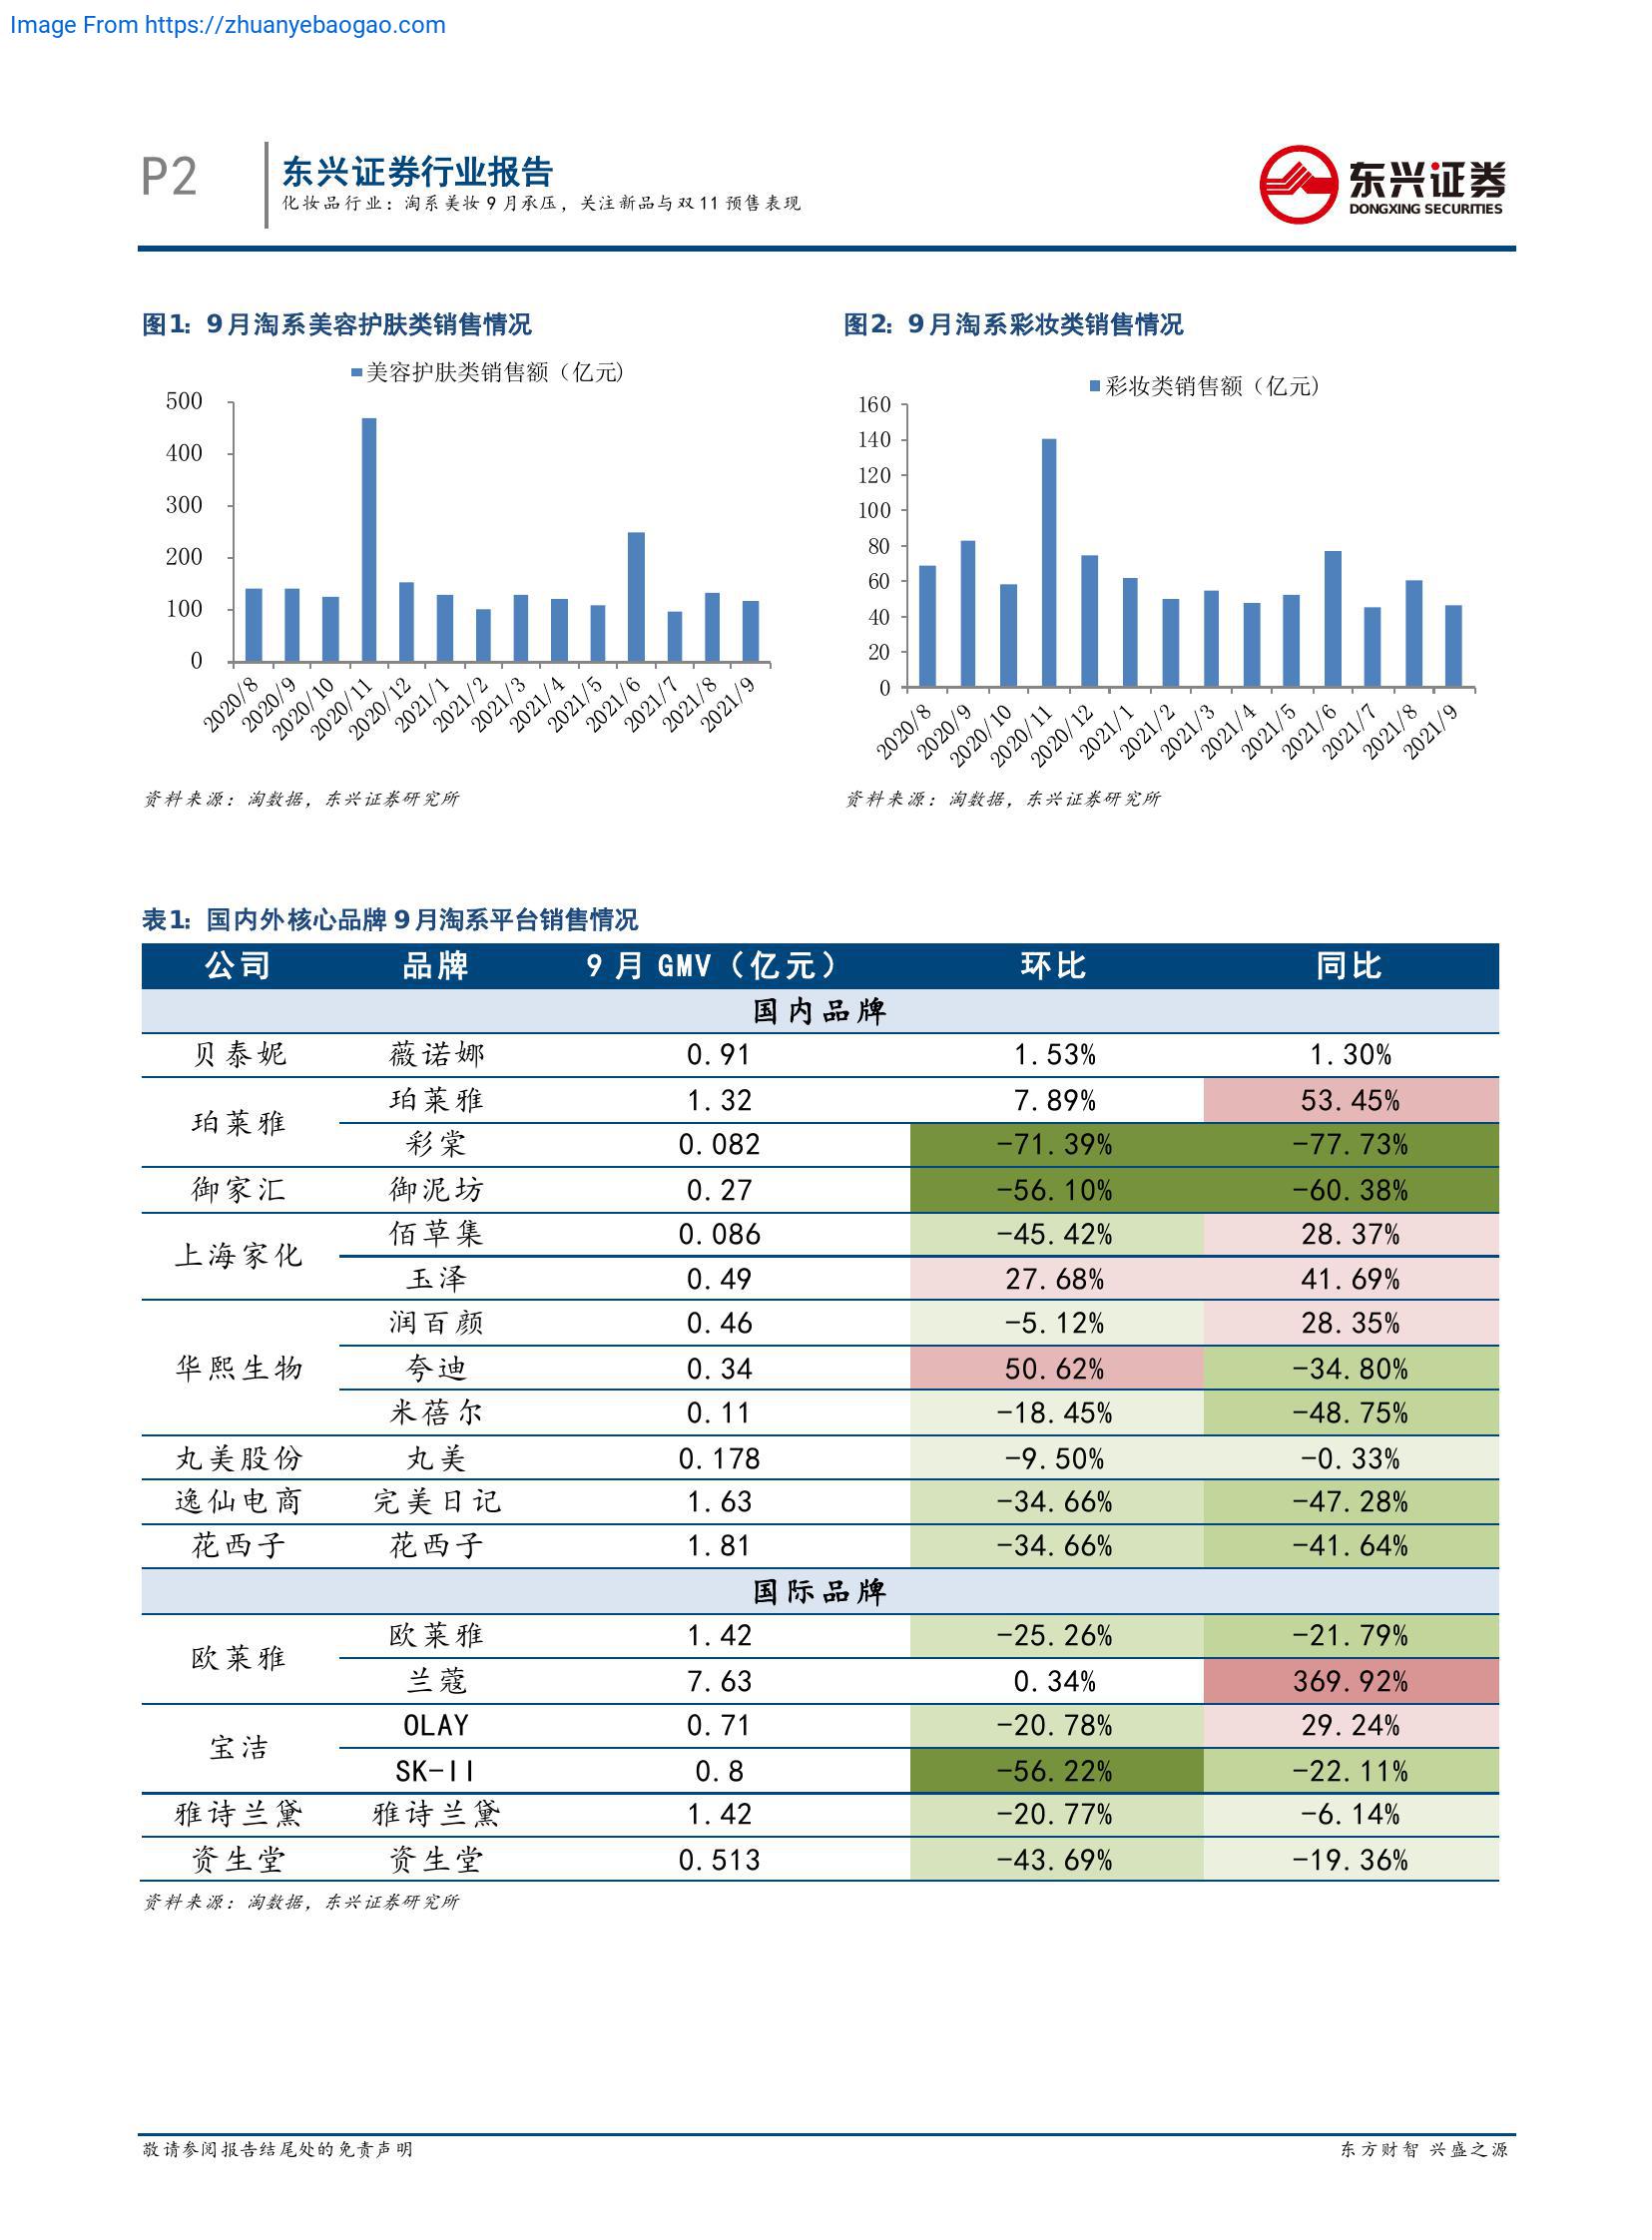 Image From https://zhuanyebaogao.com
P2
东兴证券行业报告
化妆品行业：淘系美妆 9 月承压，关注新品与双 11 预售表现
东兴证券
DONGXING SECURITIES
图1: 9月淘系美容护肤类销售情况
美容护肤类销售额（亿元）
500
400
300
200
100
0
2020/8 2020/9 2020/10 2020/11 2020/12 2021/1 2021/2 2021/3 2021/4 2021/5 2021/6 2021/7 2021/8 2021/9
资料来源：淘数据，东兴证券研究所
图2: 9月淘系彩妆类销售情况
彩妆类销售额（亿元）
160
140
120
100
80
60
40
20
0
2020/8 2020/9 2020/10 2020/11 2020/12 2021/1 2021/2 2021/3 2021/4 2021/5 2021/6 2021/7 2021/8 2021/9
资料来源：淘数据，东兴证券研究所
表1: 国内外核心品牌 9 月淘系平台销售情况
公司 品牌 9 月 GMV（亿元） 环比 同比
国内品牌
贝泰妮 薇诺娜 0.91 1.53% 1.30%
珀莱雅 珀莱雅 1.32 7.89% 53.45%
彩棠 0.082 -71.39% -77.73%
御家汇 御泥坊 0.27 -56.10% -60.38%
上海家化 佰草集 0.086 -45.42% 28.37%
玉泽 0.49 27.68% 41.69%
华熙生物 润百颜 0.46 -5.12% 28.35%
夸迪 0.34 50.62% -34.80%
米蓓尔 0.11 -18.45% -48.75%
丸美股份 丸美 0.178 -9.50% -0.33%
逸仙电商 完美日记 1.63 -34.66% -47.28%
花西子 花西子 1.81 -34.66% -41.64%
国际品牌
欧莱雅 欧莱雅 1.42 -25.26% -21.79%
兰蔻 7.63 0.34% 369.92%
宝洁 OLAY 0.71 -20.78% 29.24%
SK-II 0.8 -56.22% -22.11%
雅诗兰黛 雅诗兰黛 1.42 -20.77% -6.14%
资生堂 资生堂 0.513 -43.69% -19.36%
资料来源：淘数据，东兴证券研究所
敬请参阅报告结尾处的免责声明
东方财智 兴盛之源